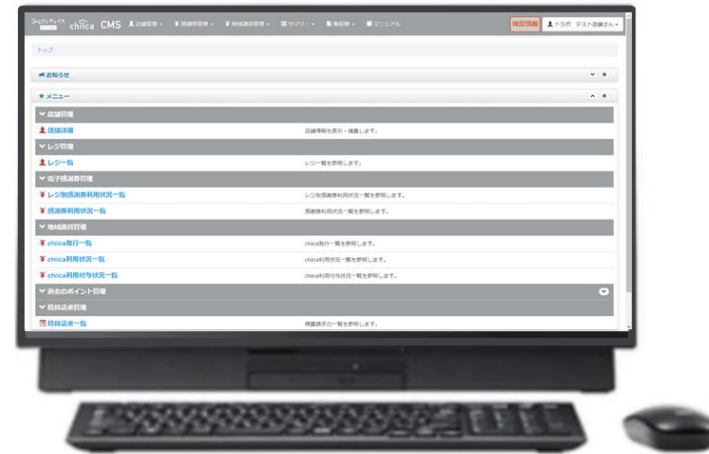 ふるさとチョイス chiica CMS 店舗管理 感謝券管理 地域通貨管理 サマリー 各種 マニュアル 検索情報 トラポ テスト店舗さん
トップ
お知らせ
メニュー
店舗管理
店舗詳細 店舗情報を表示・編集します。
レジ管理
レジ一覧 レジ一覧を参照します。
電子感謝券管理
レジ別感謝券利用状況一覧 レジ別感謝券利用状況一覧を参照します。
感謝券利用状況一覧 感謝券利用状況一覧を参照します。
地域通貨管理
chiica発行一覧 chiica発行一覧を参照します。
chiica利用状況一覧 chiica利用状況一覧を参照します。
chiica利用付与状況一覧 chiica利用付与状況一覧を参照します。
過去のポイント管理
精算請求管理
精算請求一覧 精算請求の一覧を参照します。